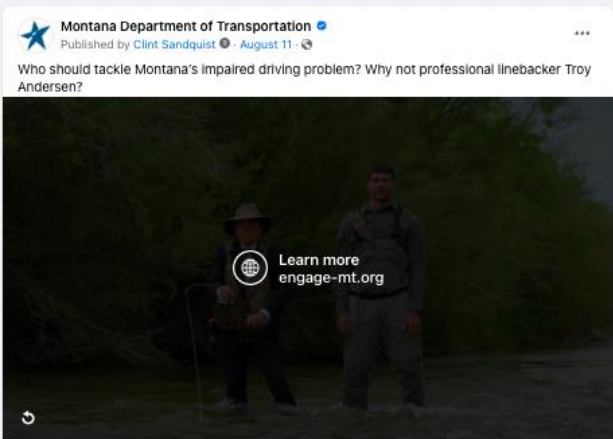 Montana Department of Transportation
Published by Clint Sandquist · August 11 ·
Who should tackle Montana's impaired driving problem? Why not professional linebacker Troy
Andersen?
Learn more
engage-mt.org